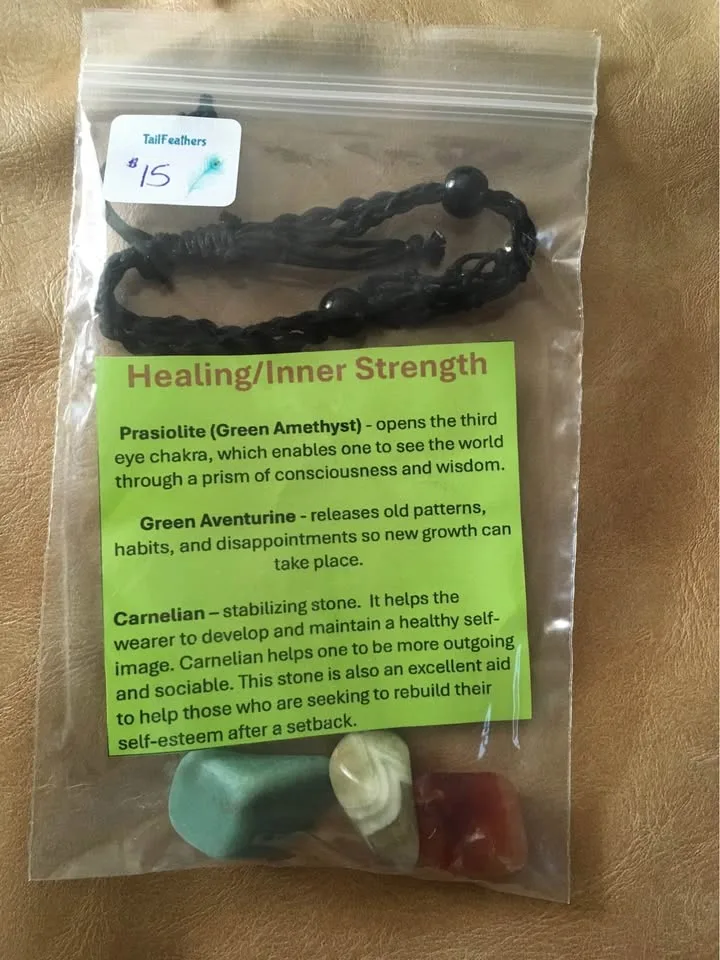 TailFeathers
$15
Healing/Inner Strength
Prasiolite (Green Amethyst) - opens the third
eye chakra, which enables one to see the world
through a prism of consciousness and wisdom.
Green Aventurine - releases old patterns,
habits, and disappointments so new growth can
take place.
Carnelian – stabilizing stone. It helps the
wearer to develop and maintain a healthy self-
image. Carnelian helps one to be more outgoing
and sociable. This stone is also an excellent aid
to help those who are seeking to rebuild their
self-esteem after a setback.